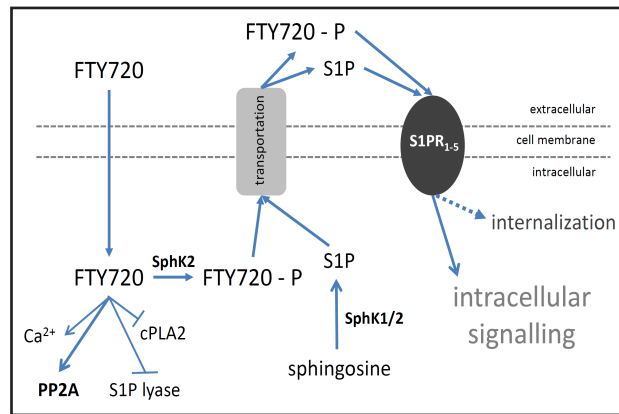 FTY720 - P
FTY720
S1P
extracellular
transportation
S1PR1-5
cell membrane
intracellular
internalization
FTY720
SphK2
FTY720 - P
S1P
intracellular
signalling
Ca2+
cPLA2
SphK1/2
PP2A
S1P lyase
sphingosine